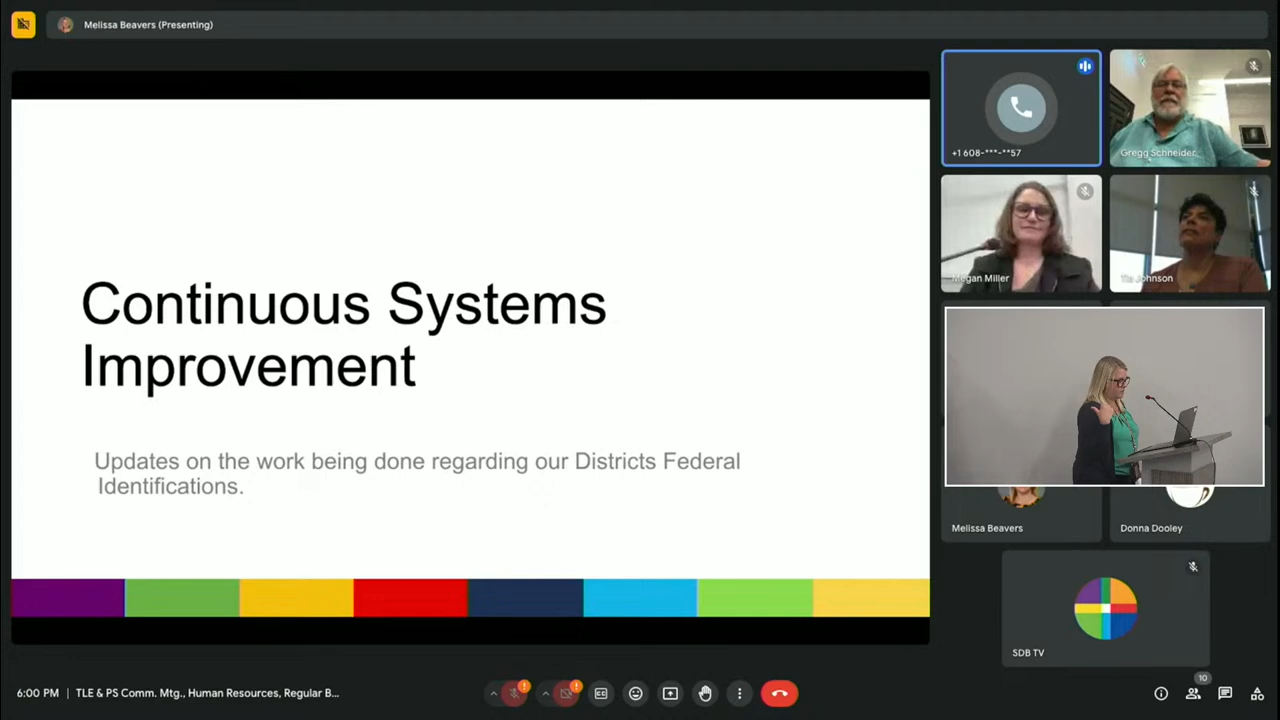 Melissa Beavers (Presenting)
+1 608-***-**57
Gregg Schneider
Megan Miller
Johnson
Continuous Systems
Improvement
Updates on the work being done regarding our Districts Federal
Identifications.
Melissa Beavers
Donna Dooley
SDB TV
6:00 PM | TLE & PS Comm. Mtg., Human Resources, Regular B...
CC
10